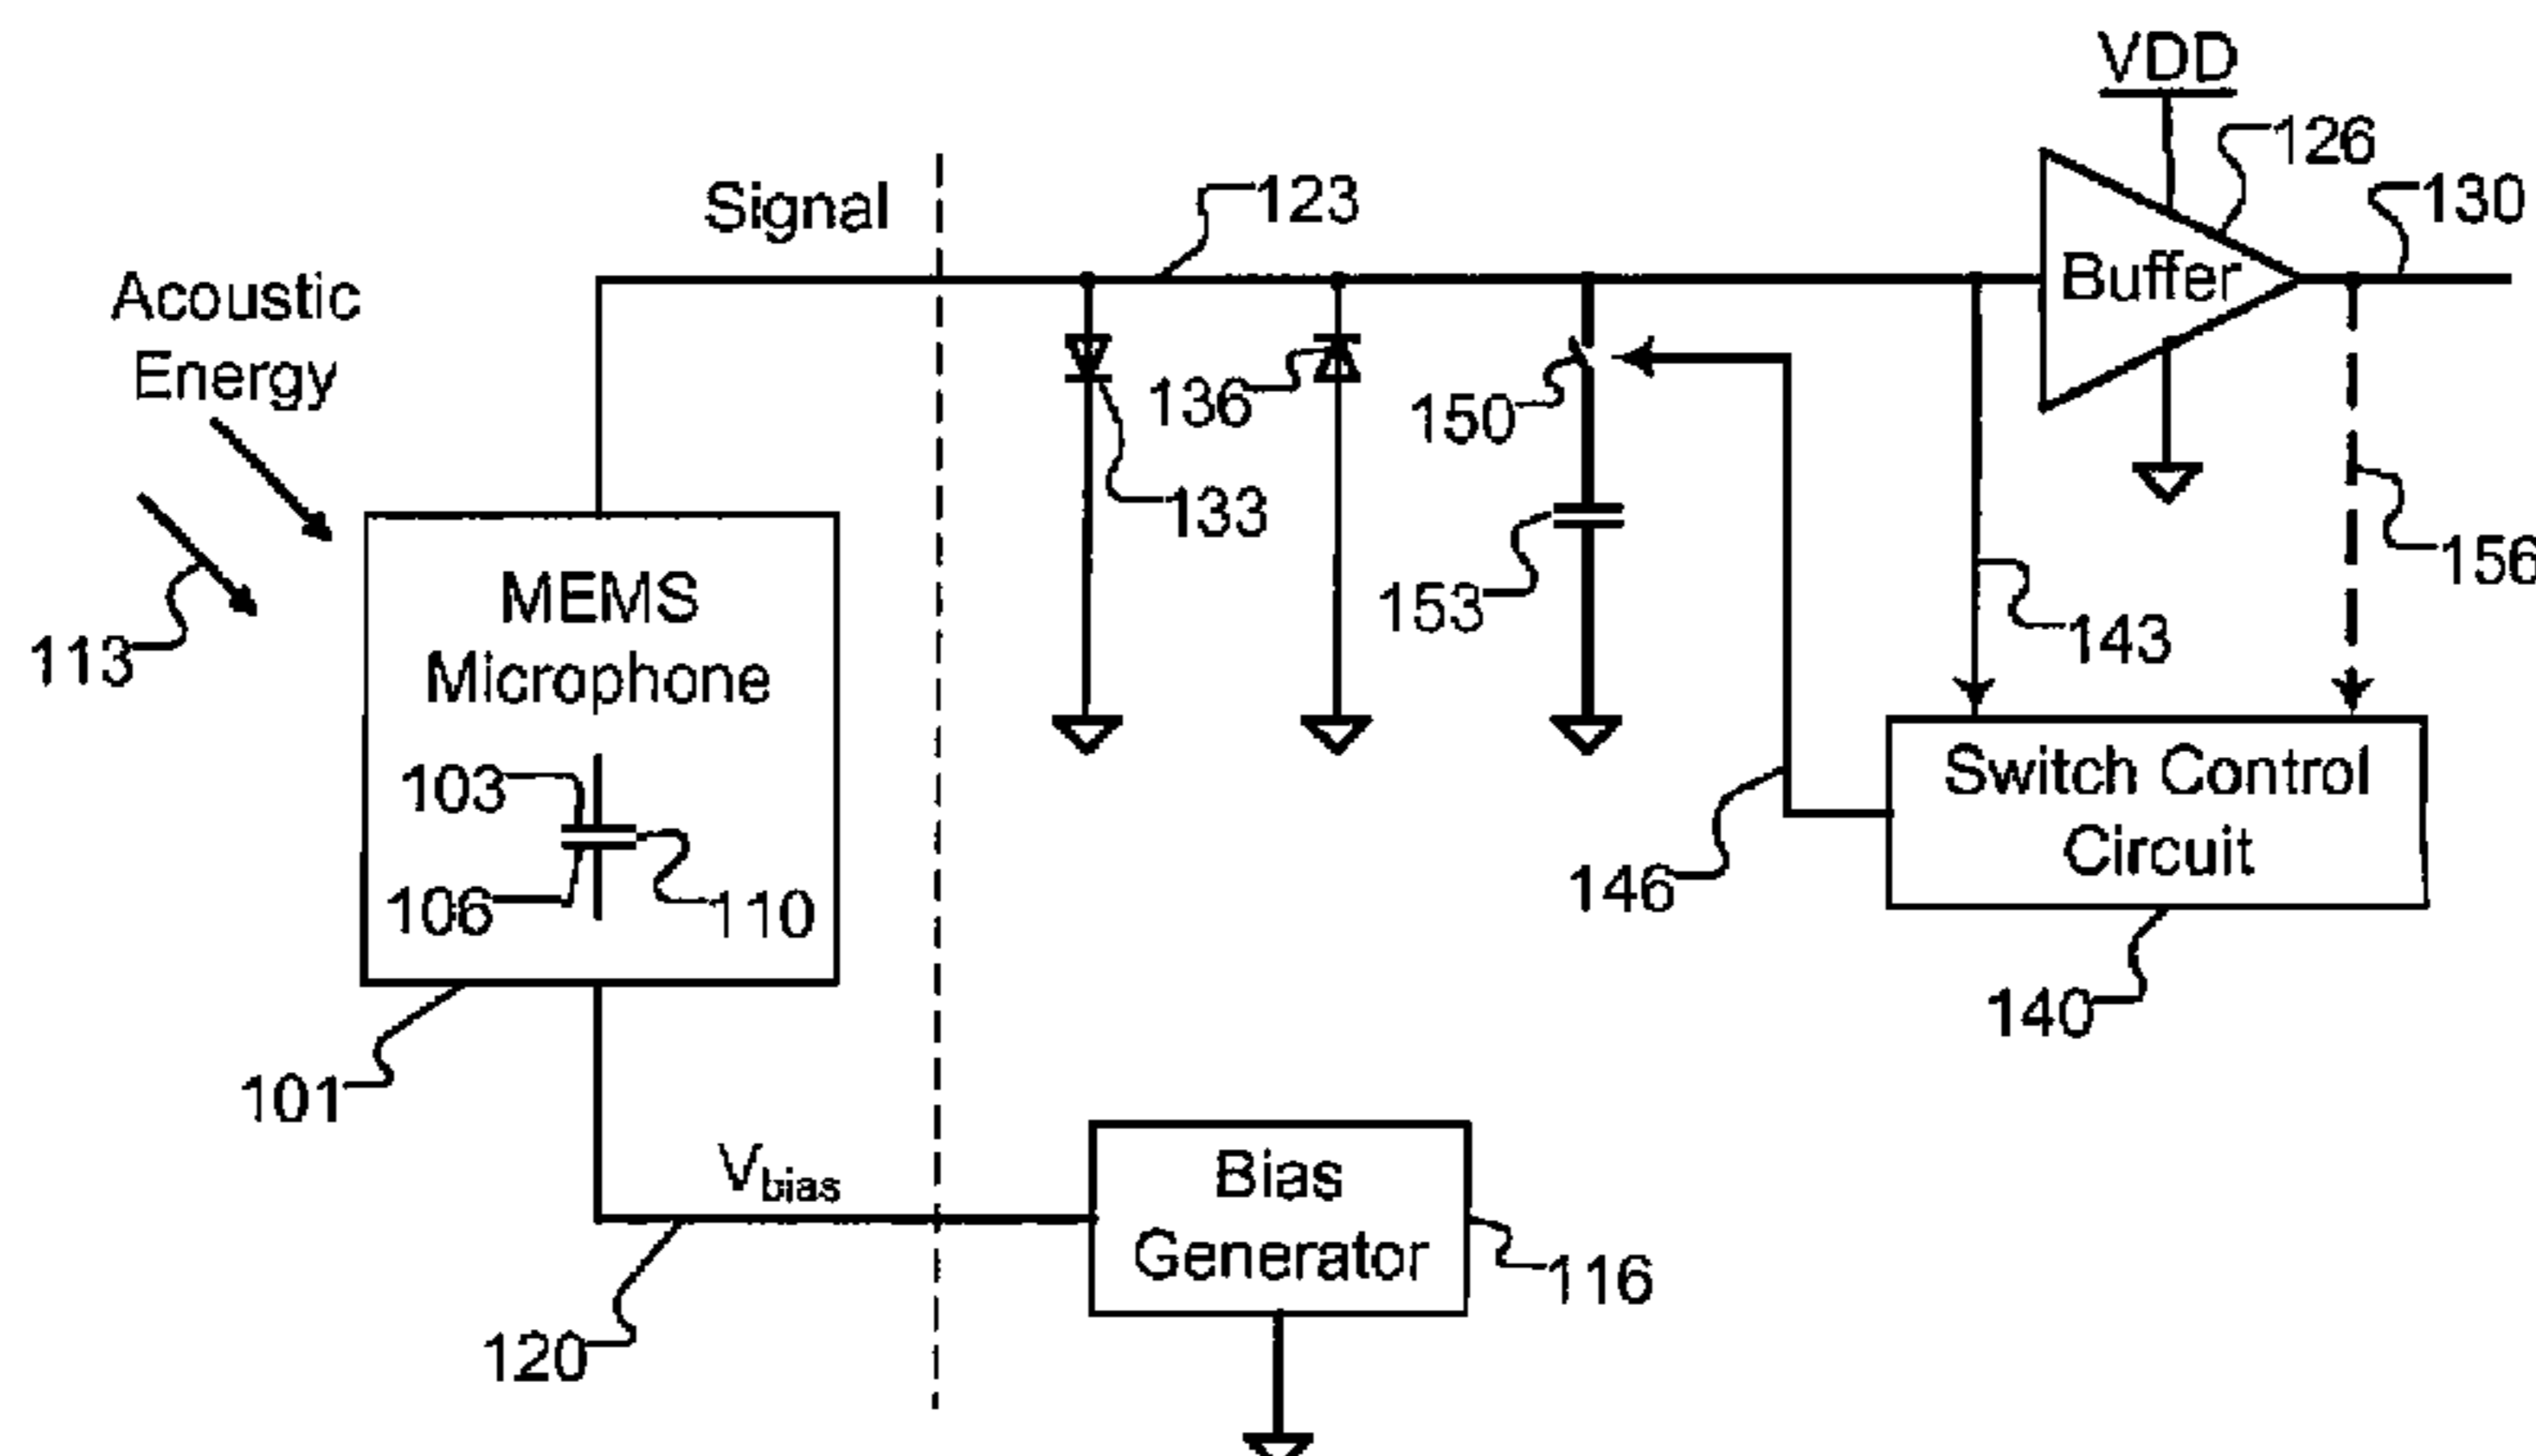 VDD
126
Signal
123
130
Acoustic
Energy
Buffer
136
150
133
156
MEMS
Microphone
153
143
113
103
Switch Control
Circuit
106
110
146
140
101
Vbias
Bias
Generator
116
120